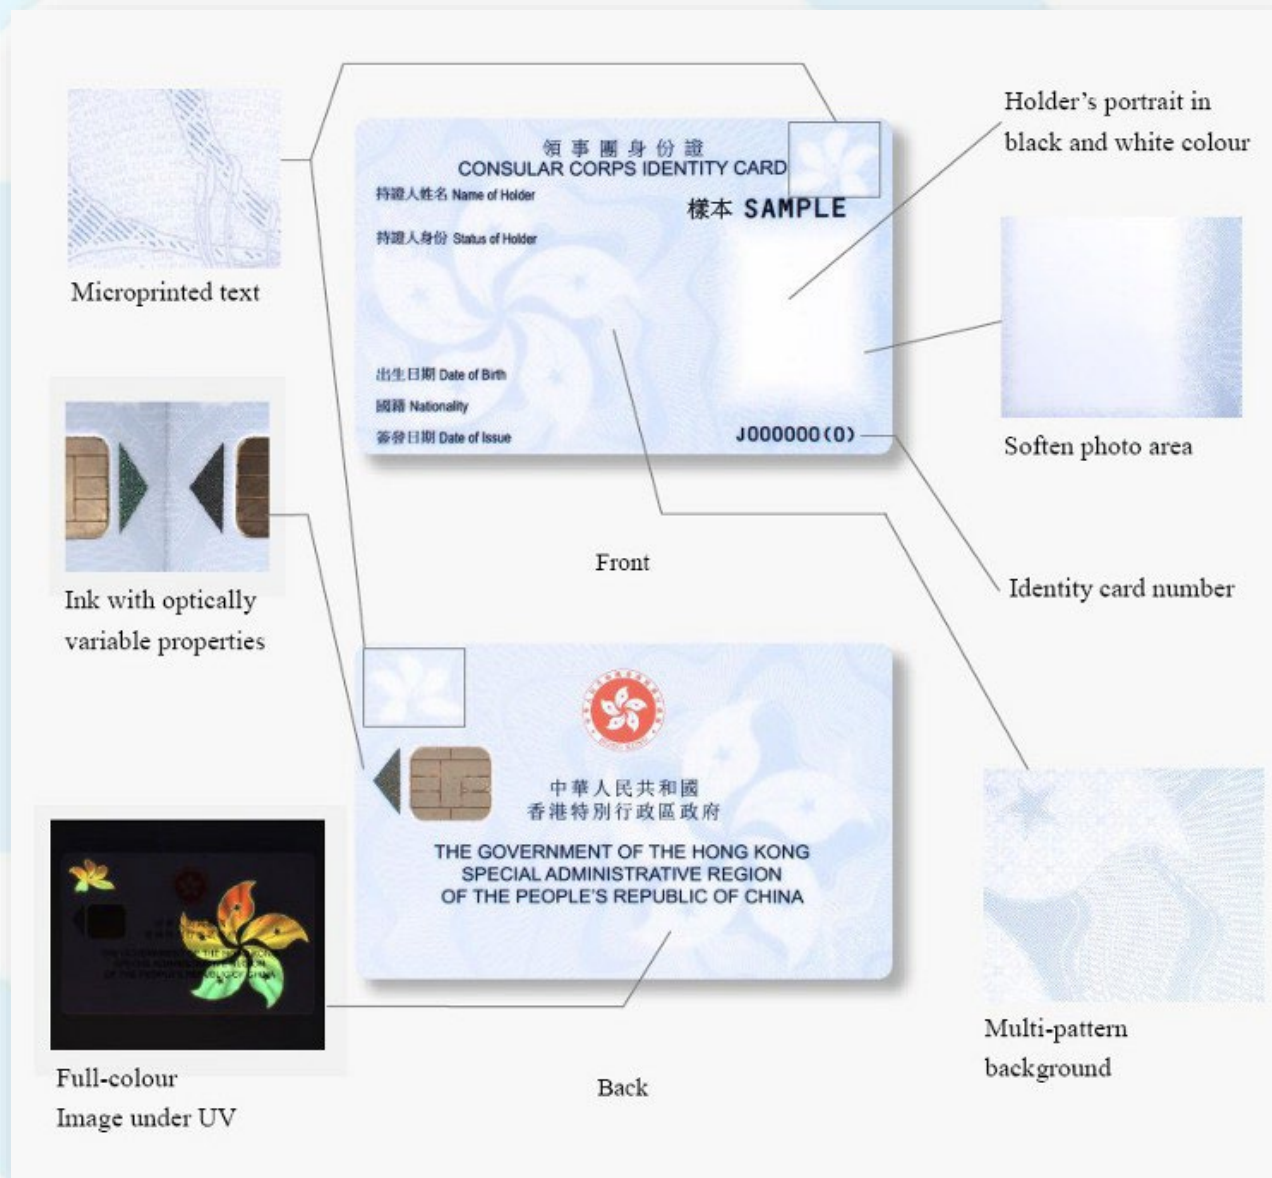 Microprinted text
領事團身份證
CONSULAR CORPS IDENTITY CARD
持證人姓名 Name of Holder
樣本 SAMPLE
持證人身份 Status of Holder
出生日期 Date of Birth
國籍 Nationality
簽發日期 Date of Issue
J000000(0)
Holder's portrait in
black and white colour
Soften photo area
Front
Identity card number
Ink with optically
variable properties
中華人民共和國
香港特別行政區政府
THE GOVERNMENT OF THE HONG KONG
SPECIAL ADMINISTRATIVE REGION
OF THE PEOPLE'S REPUBLIC OF CHINA
Back
Full-colour
Image under UV
Multi-pattern
background